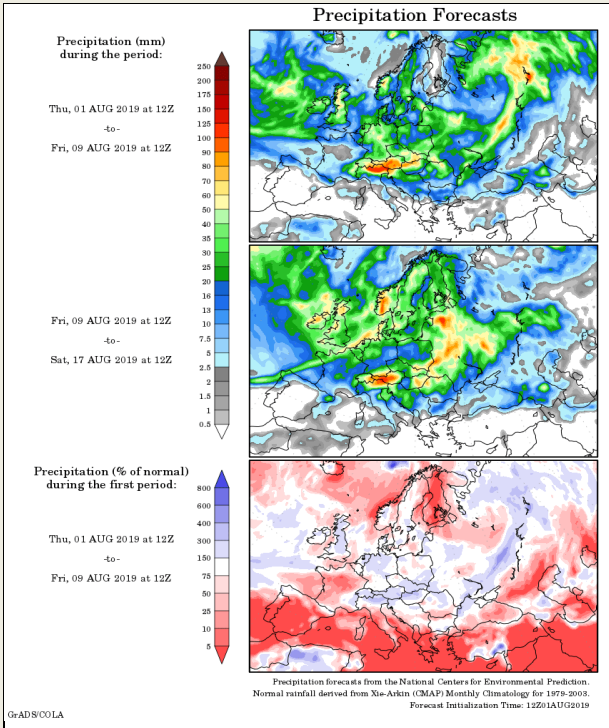 Precipitation Forecasts
Precipitation (mm)
during the period:
Thu, 01 AUG 2019 at 12Z
-to-
Fri, 09 AUG 2019 at 12Z
250
200
175
150
125
100
90
80
70
60
50
40
35
30
25
20
16
13
10
7.5
5
2.5
2
1.5
1
0.5
Fri, 09 AUG 2019 at 12Z
-to-
Sat, 17 AUG 2019 at 12Z
Precipitation (% of normal)
during the first period:
Thu, 01 AUG 2019 at 12Z
-to-
Fri, 09 AUG 2019 at 12Z
800
600
400
300
150
75
50
25
10
5
Precipitation forecasts from the National Centers for Environmental Prediction.
Normal rainfall derived from Xie-Arkin (CMAP) Monthly Climatology for 1979-2003.
Forecast Initialization Time: 12Z01AUG2019
GrADS/COLA